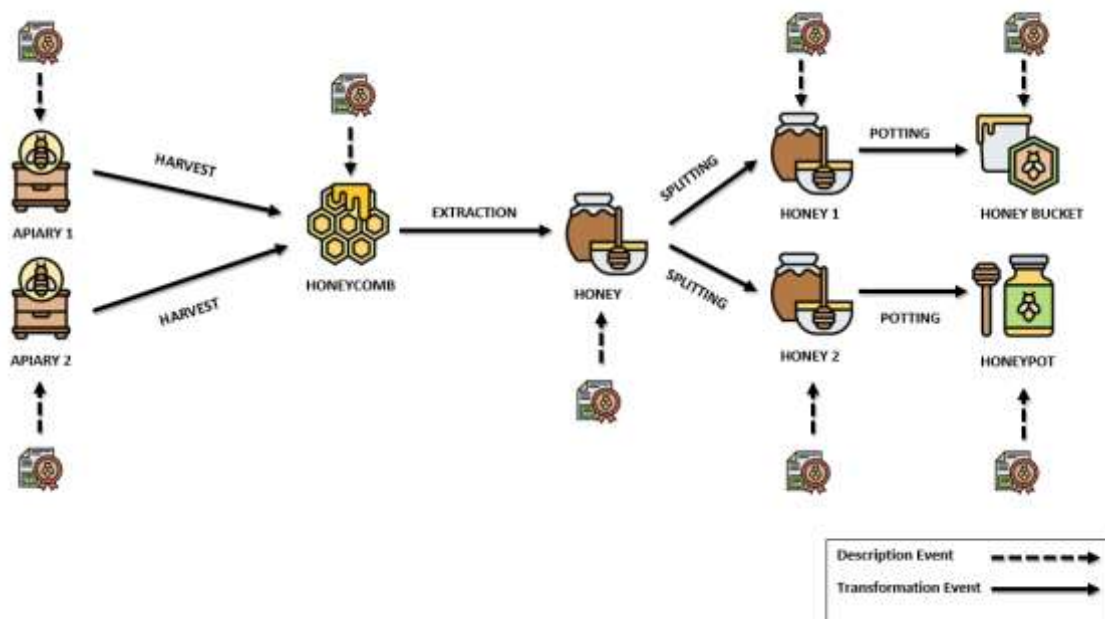 HARVEST
APIARY 1
HARVEST
APIARY 2
HONEYCOMB
EXTRACTION
HONEY
SPLITTING
SPLITTING
HONEY 1
POTTING
HONEY BUCKET
HONEY 2
POTTING
HONEYPOT
Description Event
Transformation Event